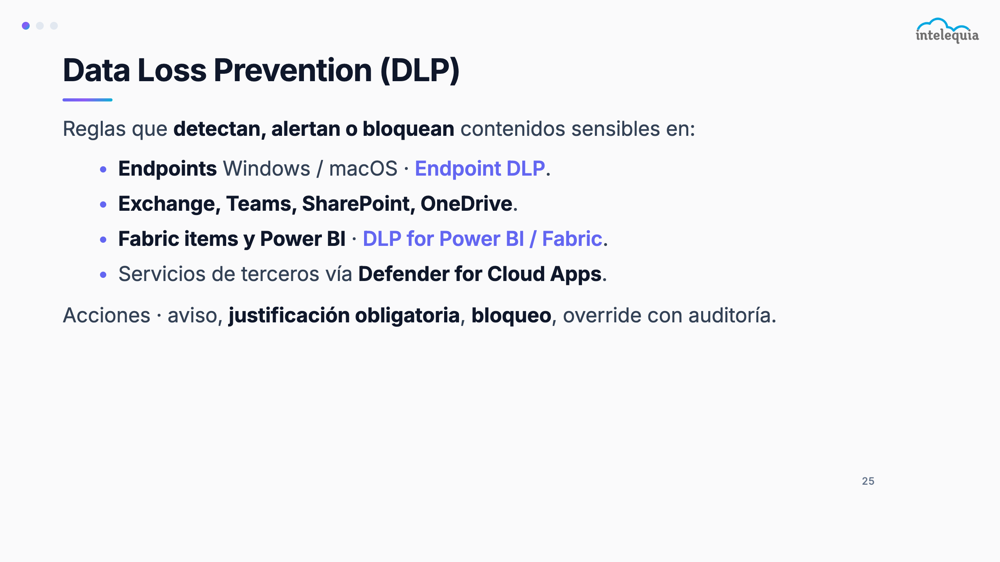 intelequia
Data Loss Prevention (DLP)
Reglas que detectan, alertan o bloquean contenidos sensibles en:
• Endpoints Windows / macOS · Endpoint DLP.
• Exchange, Teams, SharePoint, OneDrive.
• Fabric items y Power BI · DLP for Power BI / Fabric.
• Servicios de terceros vía Defender for Cloud Apps.
Acciones · aviso, justificación obligatoria, bloqueo, override con auditoría.
25